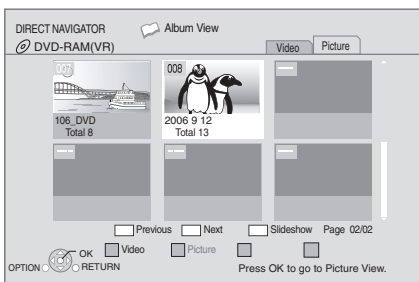 DIRECT NAVIGATOR Album View
DVD-RAM(VR)
Video Picture
007
106_DVD
Total 8
008
2006 9 12
Total 13
Previous Next Slideshow Page 02/02
OK Video Picture
OPTION RETURN
Press OK to go to Picture View.